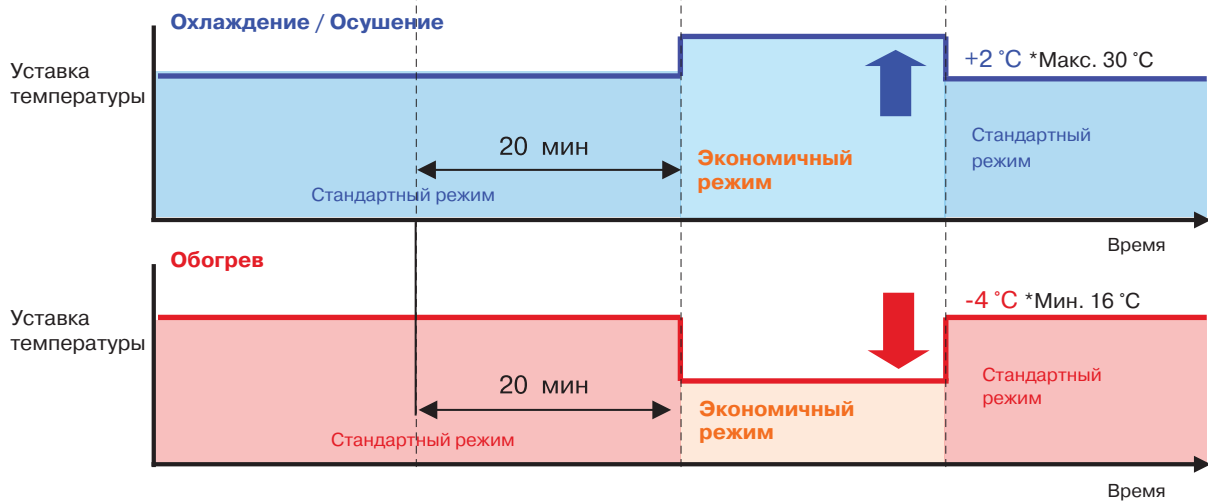 Охлаждение / Осушение
Уставка
температуры
+2 °C *Макс. 30 °C
20 мин
Экономичный
режим
Стандартный
режим
Стандартный режим
Время
Обогрев
Уставка
температуры
-4 °C *Мин. 16 °C
20 мин
Экономичный
режим
Стандартный
режим
Стандартный режим
Время